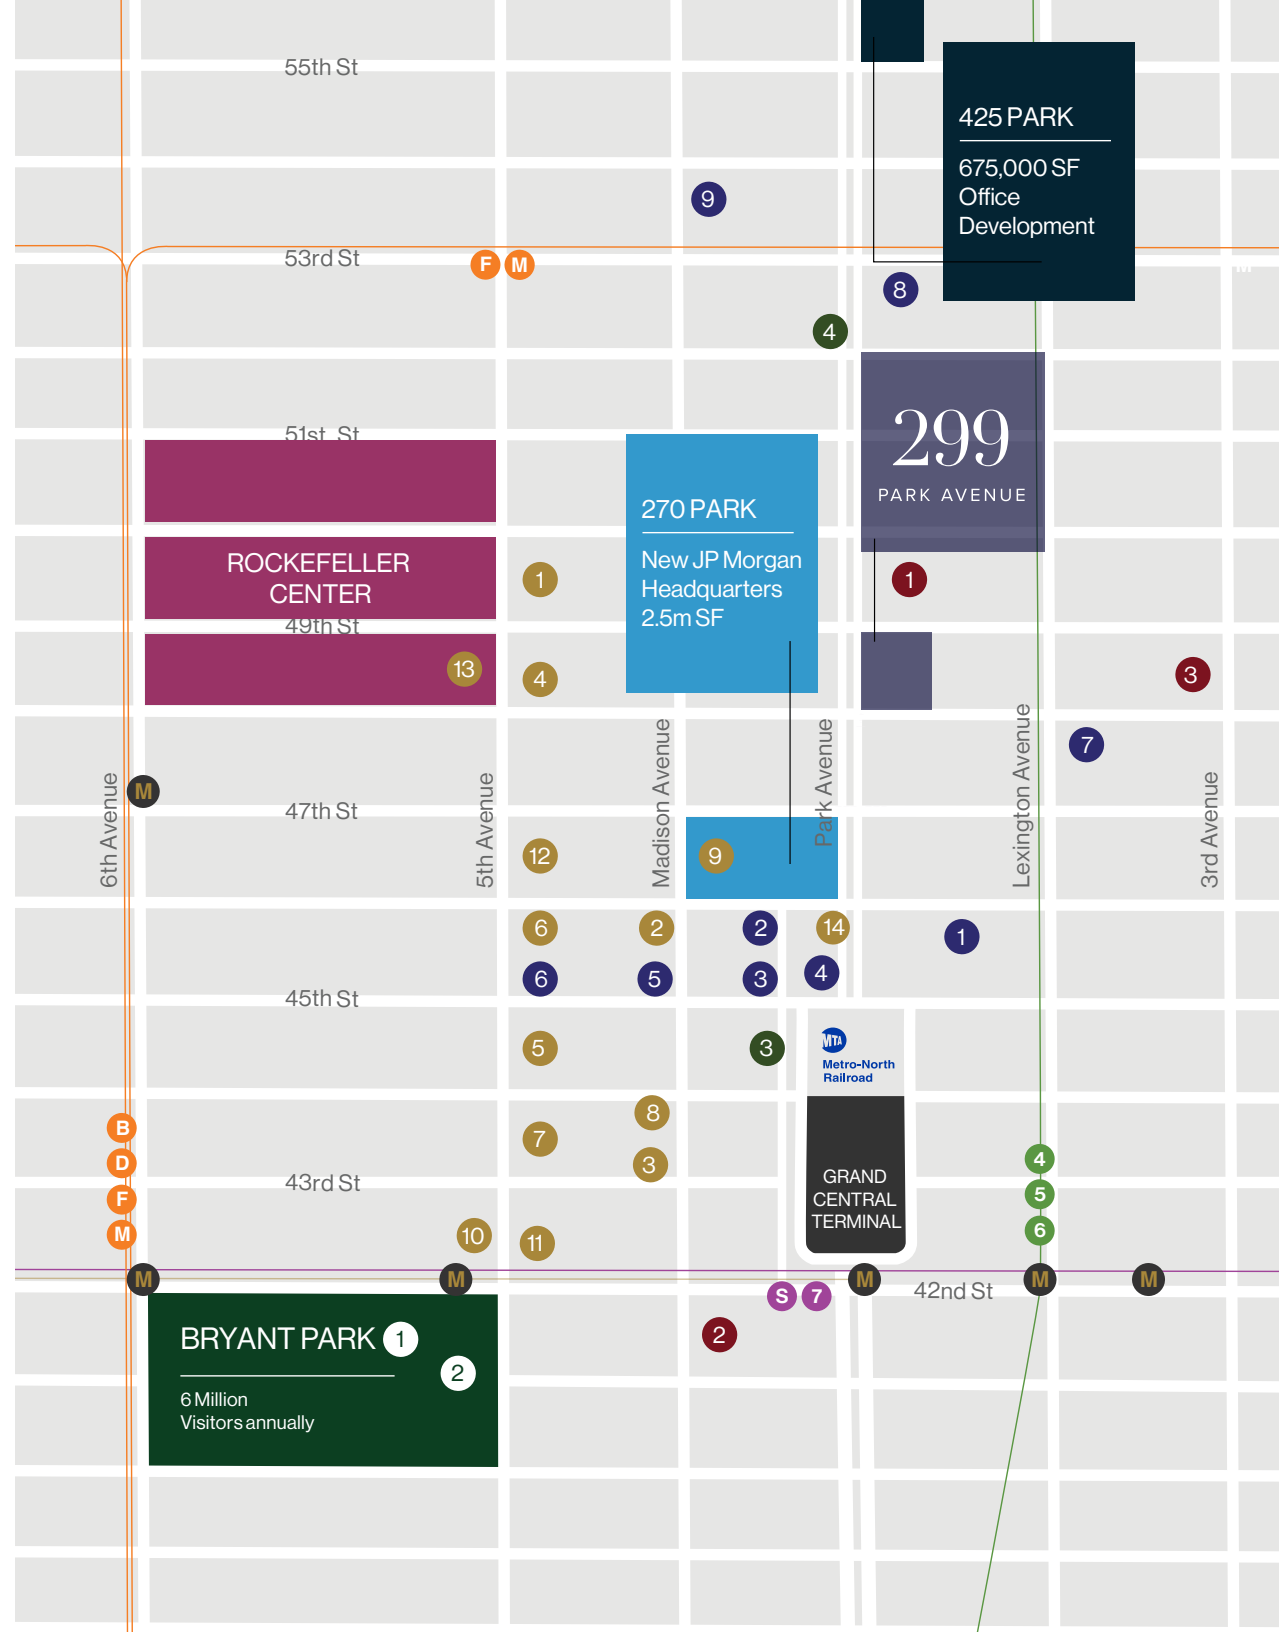 55th St
425 PARK
675,000 SF
Office
Development
9
53rd St
F M
M
8
4
299
PARK AVENUE
51st St
270 PARK
New JP Morgan
Headquarters
2.5m SF
ROCKEFELLER
CENTER
1
1
49th St
13
4
3
7
6th Avenue
5th Avenue
Madison Avenue
Park Avenue
Lexington Avenue
3rd Avenue
M
47th St
12
9
6
2
2
14
1
6
5
3
4
45th St
5
3
MTA
Metro-North
Railroad
8
B
7
D
3
F
M
43rd St
GRAND
CENTRAL
TERMINAL
4
5
6
10
11
M
M
M
M
M
S 7
42nd St
BRYANT PARK 1
2
6 Million
Visitors annually
2